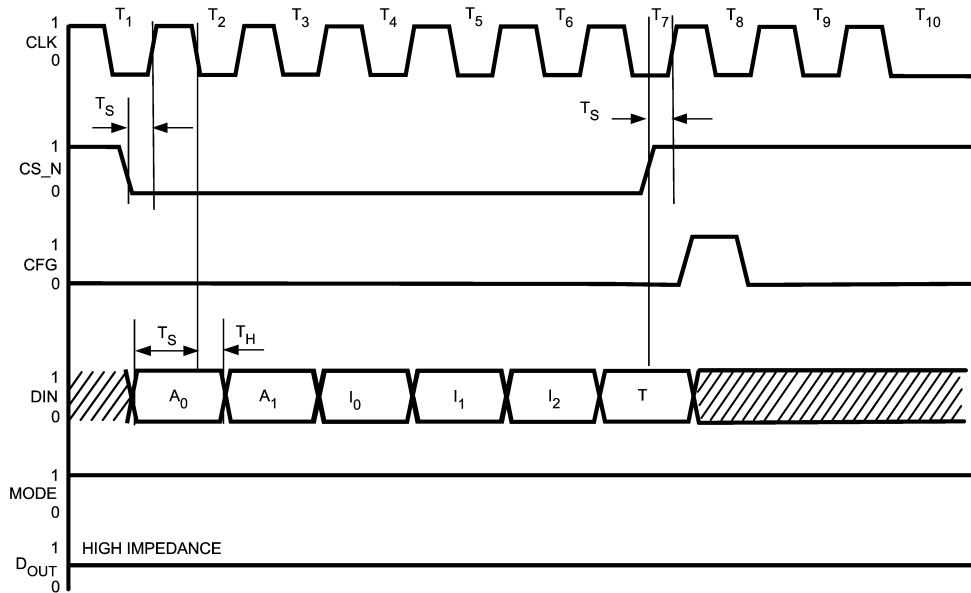 T1 T2 T3 T4 T5 T6 T7 T8 T9 T10
1
CLK
0
TS TS
1
CS_N
0
1
CFG
0
TS TH
1
DIN A0 A1 I0 I1 I2 T
0
1
MODE
0
1 HIGH IMPEDANCE
DOUT
0